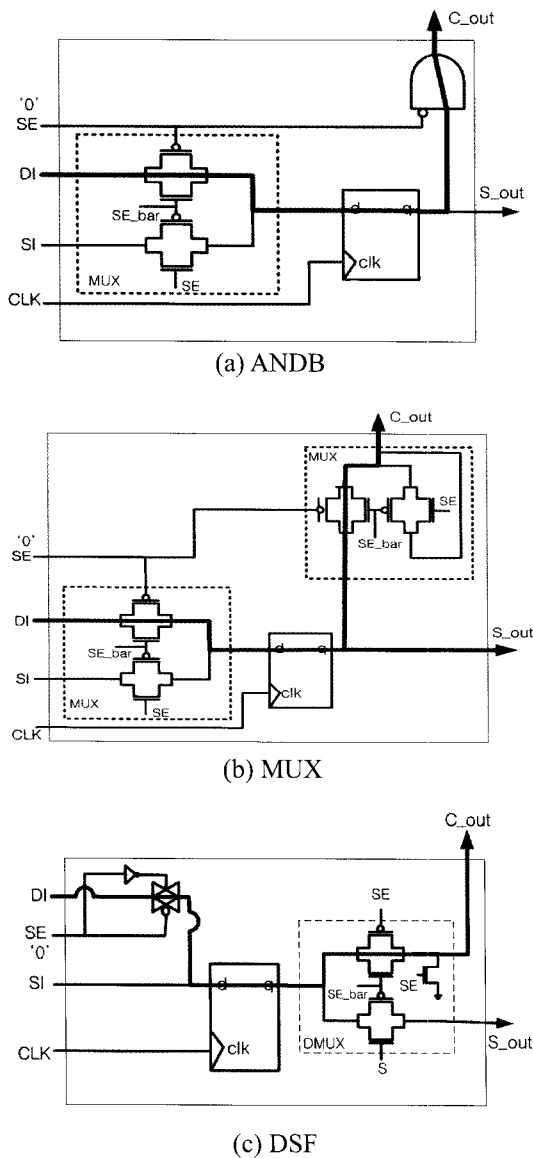 C_out
'0'
SE
DI
SE_bar
S_out
d q
SI
clk
MUX
SE
CLK
(a) ANDB
C_out
MUX
SE
'0'
SE_bar
SE
DI
S_out
SE_bar
d q
SI
clk
MUX
SE
CLK
(b) MUX
C_out
DI
SE
SE
'0'
SI
d q
SE_bar
SE
clk
CLK
DMUX
S_out
S
(c) DSF